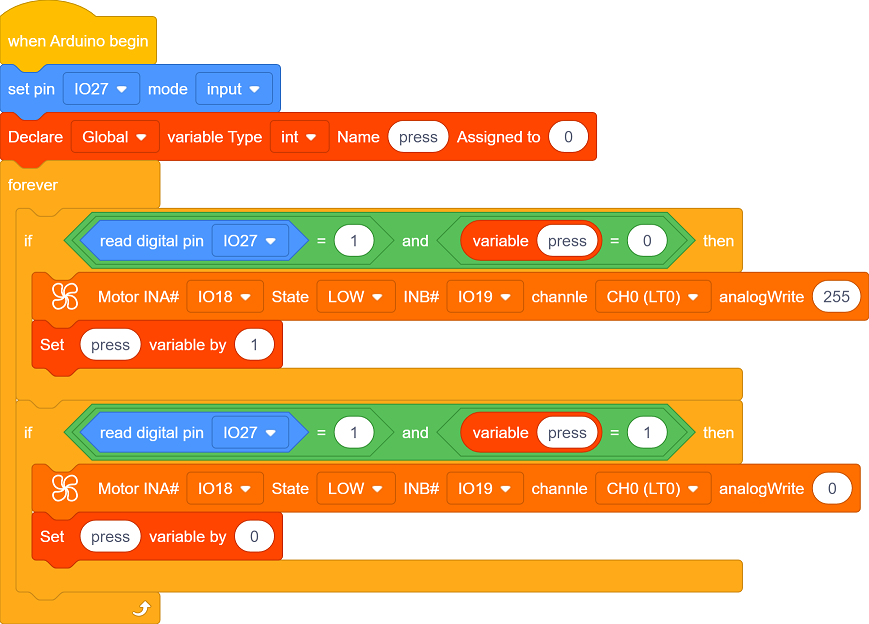 when Arduino begin
set pin IO27 mode input
Declare Global variable Type int Name press Assigned to 0
forever
if read digital pin IO27 = 1 and variable press = 0 then
Motor INA# IO18 State LOW INB# IO19 channle CH0 (LT0) analogWrite 255
Set press variable by 1
if read digital pin IO27 = 1 and variable press = 1 then
Motor INA# IO18 State LOW INB# IO19 channle CH0 (LT0) analogWrite 0
Set press variable by 0